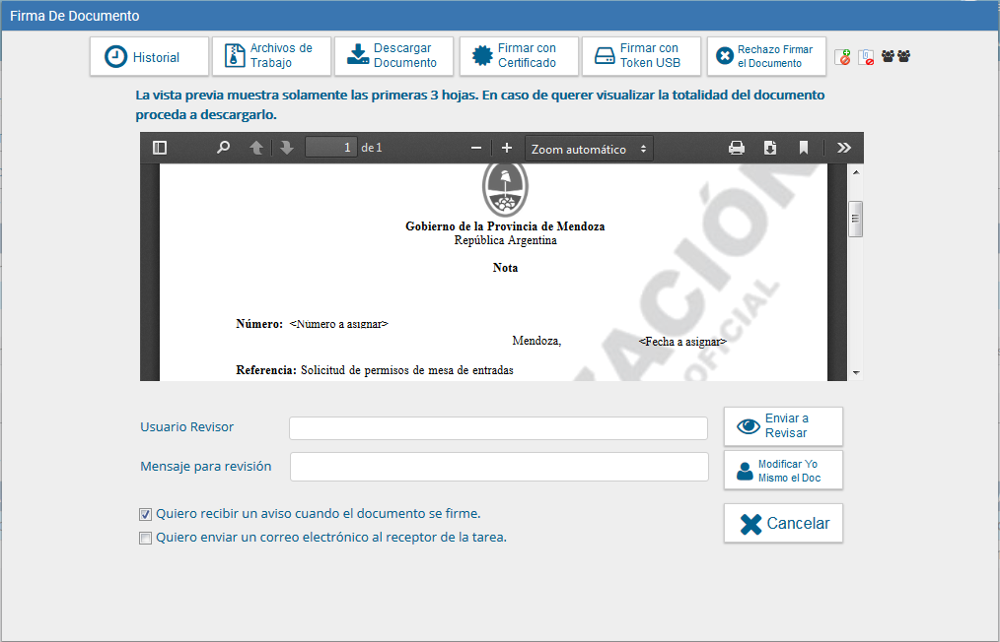 Firma De Documento
Historial
Archivos de
Trabajo
Descargar
Documento
Firmar con
Certificado
Firmar con
Token USB
Rechazo Firmar
el Documento
La vista previa muestra solamente las primeras 3 hojas. En caso de querer visualizar la totalidad del documento
proceda a descargarlo.
1 de 1
Zoom automático
Gobierno de la Provincia de Mendoza
República Argentina
Nota
Número: <Número a asignar>
Mendoza, <Fecha a asignar>
Referencia: Solicitud de permisos de mesa de entradas
TACIÓN
OFICIAL
Usuario Revisor
Enviar a
Revisar
Mensaje para revisión
Modificar Yo
Mismo el Doc
Quiero recibir un aviso cuando el documento se firme.
Quiero enviar un correo electrónico al receptor de la tarea.
Cancelar